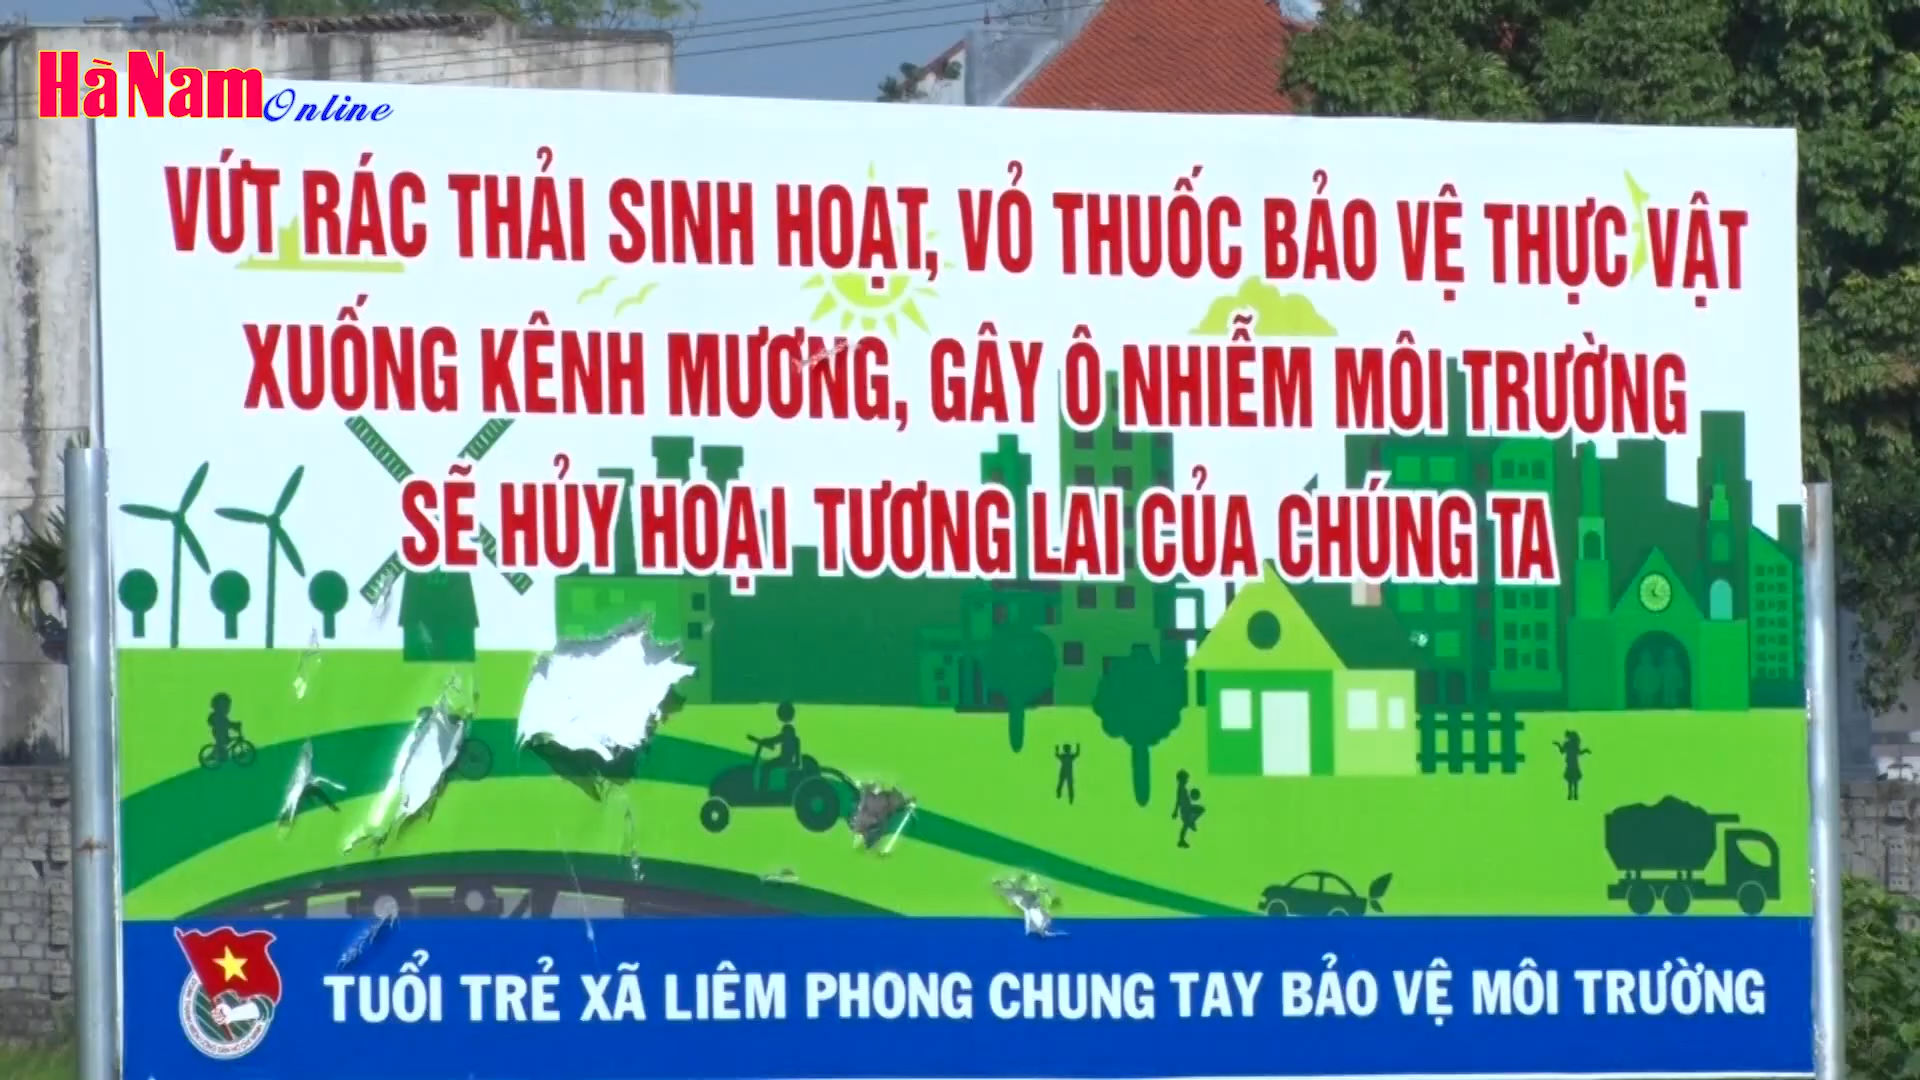 Hà Nam Online
VỨT RÁC THẢI SINH HOẠT, VỎ THUỐC BẢO VỆ THỰC VẬT
XUỐNG KÊNH MƯƠNG, GÂY Ô NHIỄM MÔI TRƯỜNG
SẼ HỦY HOẠI TƯƠNG LAI CỦA CHÚNG TA
TUỔI TRẺ XÃ LIÊM PHONG CHUNG TAY BẢO VỆ MÔI TRƯỜNG